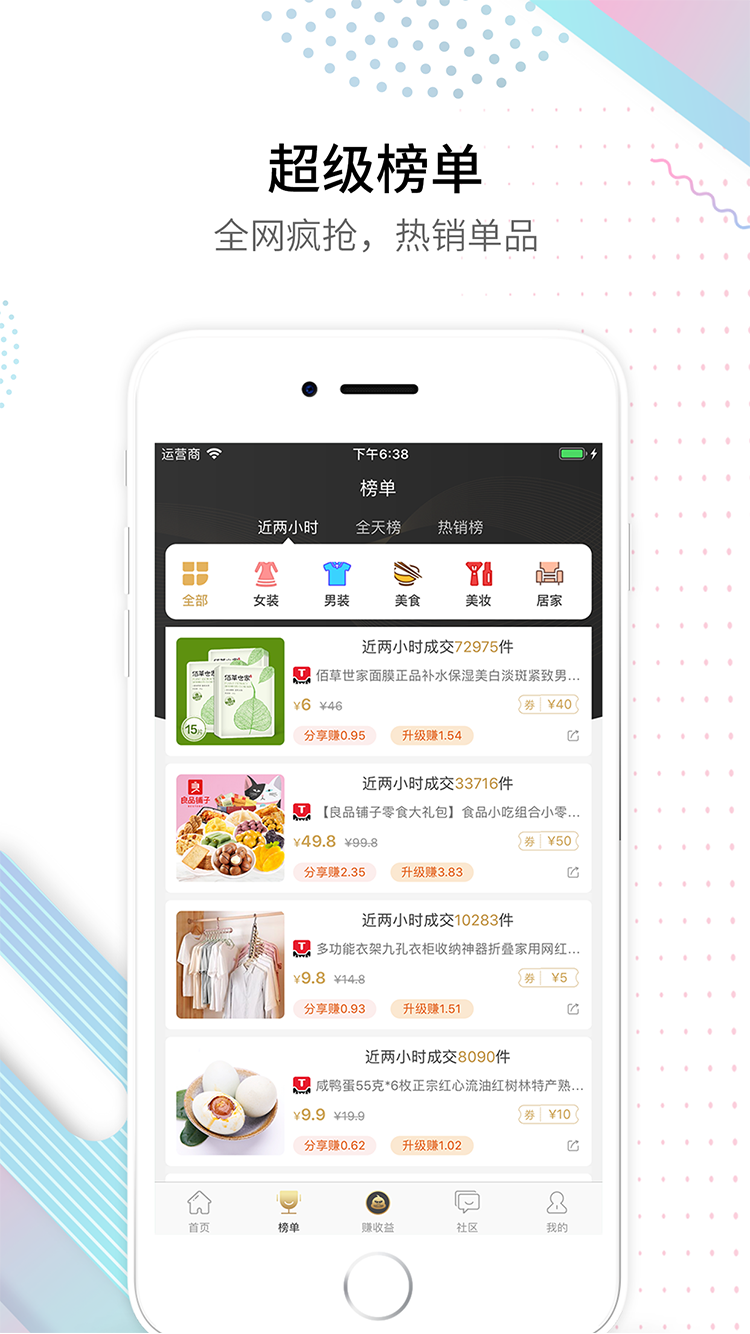 超级榜单
全网疯抢，热销单品
运营商 下午6:38
榜单
近两小时 全天榜 热销榜
全部 女装 男装 美食 美妆 居家
近两小时成交72975件
佰草世家面膜正品补水保湿美白淡斑紧致男...
¥6 ¥46 券 ¥40
分享赚0.95 升级赚1.54
佰草世家
15片
近两小时成交33716件
【良品铺子零食大礼包】食品小吃组合小零...
¥49.8 ¥99.8 券 ¥50
分享赚2.35 升级赚3.83
良
良品铺子
近两小时成交10283件
多功能衣架九孔衣柜收纳神器折叠家用网红...
¥9.8 ¥14.8 券 ¥5
分享赚0.93 升级赚1.51
近两小时成交8090件
咸鸭蛋55克*6枚正宗红心流油红树林特产熟...
¥9.9 ¥19.9 券 ¥10
分享赚0.62 升级赚1.02
首页 榜单 赚收益 社区 我的